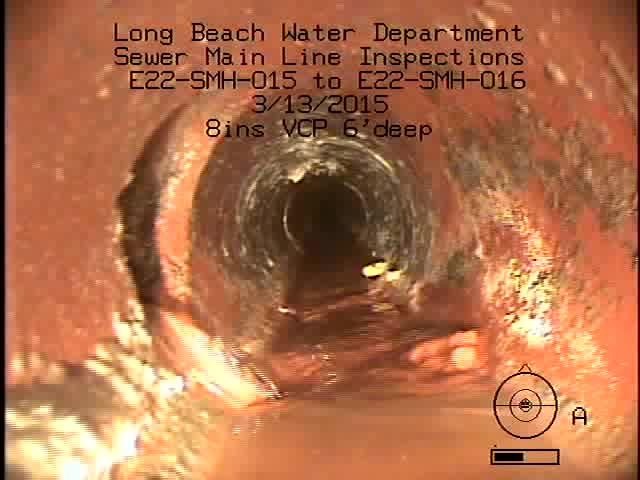 Long Beach Water Department
Sewer Main Line Inspections
E22-SMH-015 to E22-SMH-016
3/13/2015
8ins VCP 6'deep
A